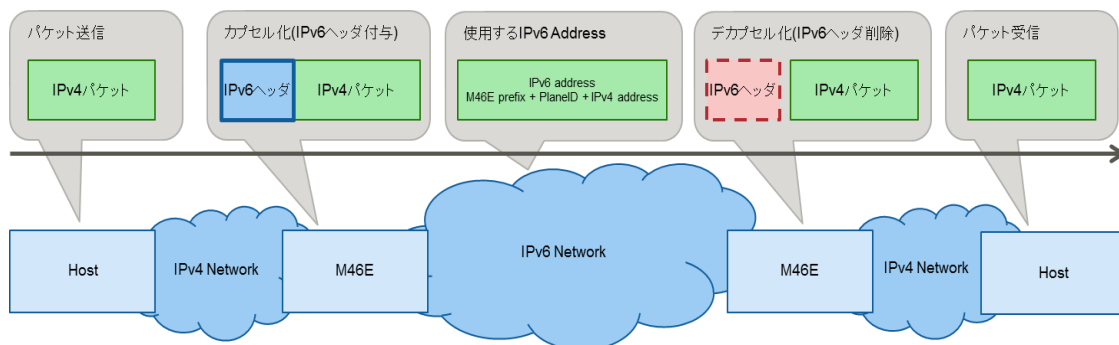 パケット送信
IPv4パケット
カプセル化(IPv6ヘッダ付与)
IPv6ヘッダ
IPv4パケット
使用するIPv6 Address
IPv6 address
M46E prefix + PlaneID + IPv4 address
デカプセル化(IPv6ヘッダ削除)
IPv6ヘッダ
IPv4パケット
パケット受信
IPv4パケット
Host
IPv4 Network
M46E
IPv6 Network
M46E
IPv4 Network
Host